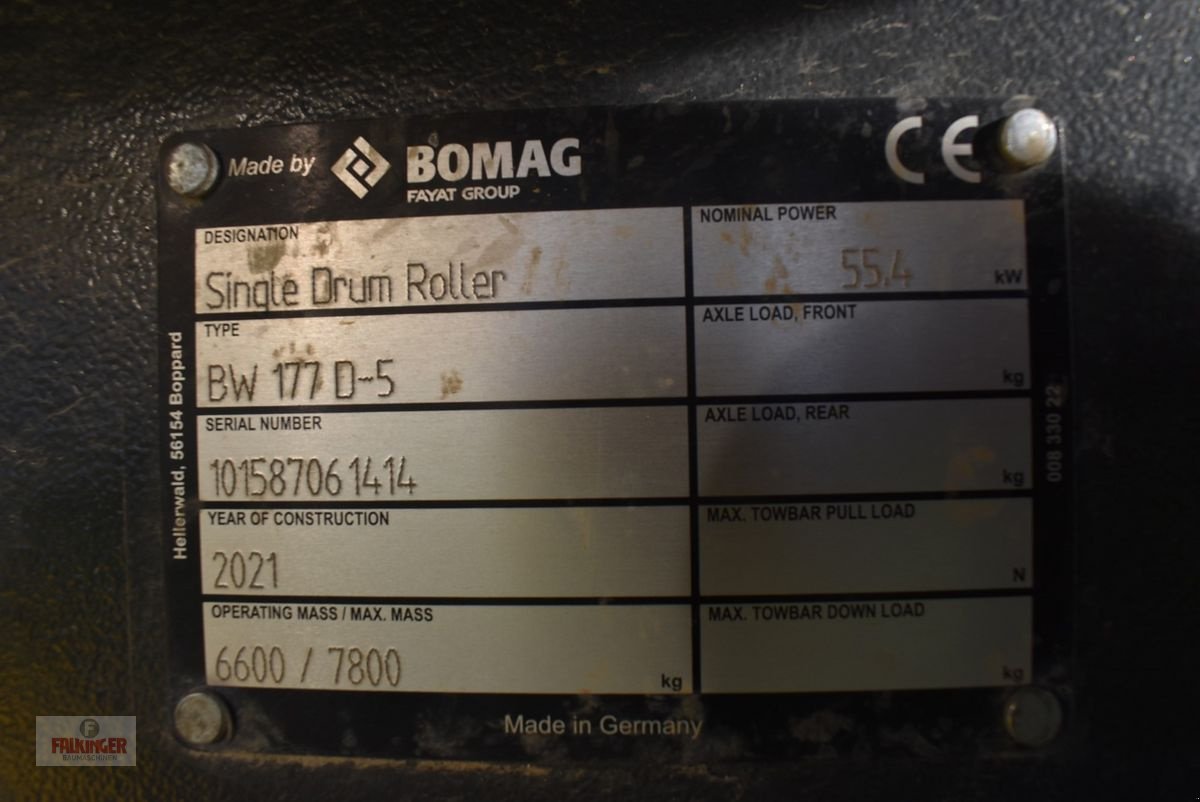 Made by BOMAG
FAYAT GROUP
CE
DESIGNATION
Single Drum Roller
NOMINAL POWER
55.4 kW
TYPE
BW 177 D-5
AXLE LOAD, FRONT
kg
SERIAL NUMBER
101587061414
AXLE LOAD, REAR
kg
YEAR OF CONSTRUCTION
2021
MAX. TOWBAR PULL LOAD
N
OPERATING MASS / MAX. MASS
6600 / 7800 kg
MAX. TOWBAR DOWN LOAD
kg
Made in Germany
Hellerwald, 56154 Boppard
008 330 22
F
FALKINGER
BAUMASCHINEN